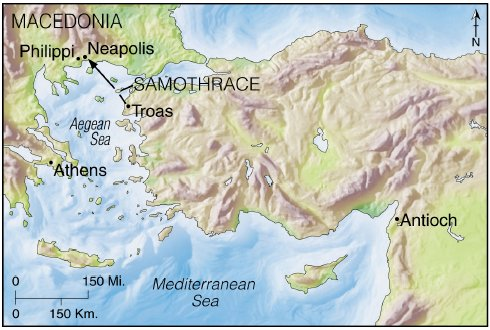 MACEDONIA
N
Philippi Neapolis
SAMOTHRACE
Troas
Aegean
Sea
Athens
Antioch
0 150 Mi.
0 150 Km.
Mediterranean
Sea